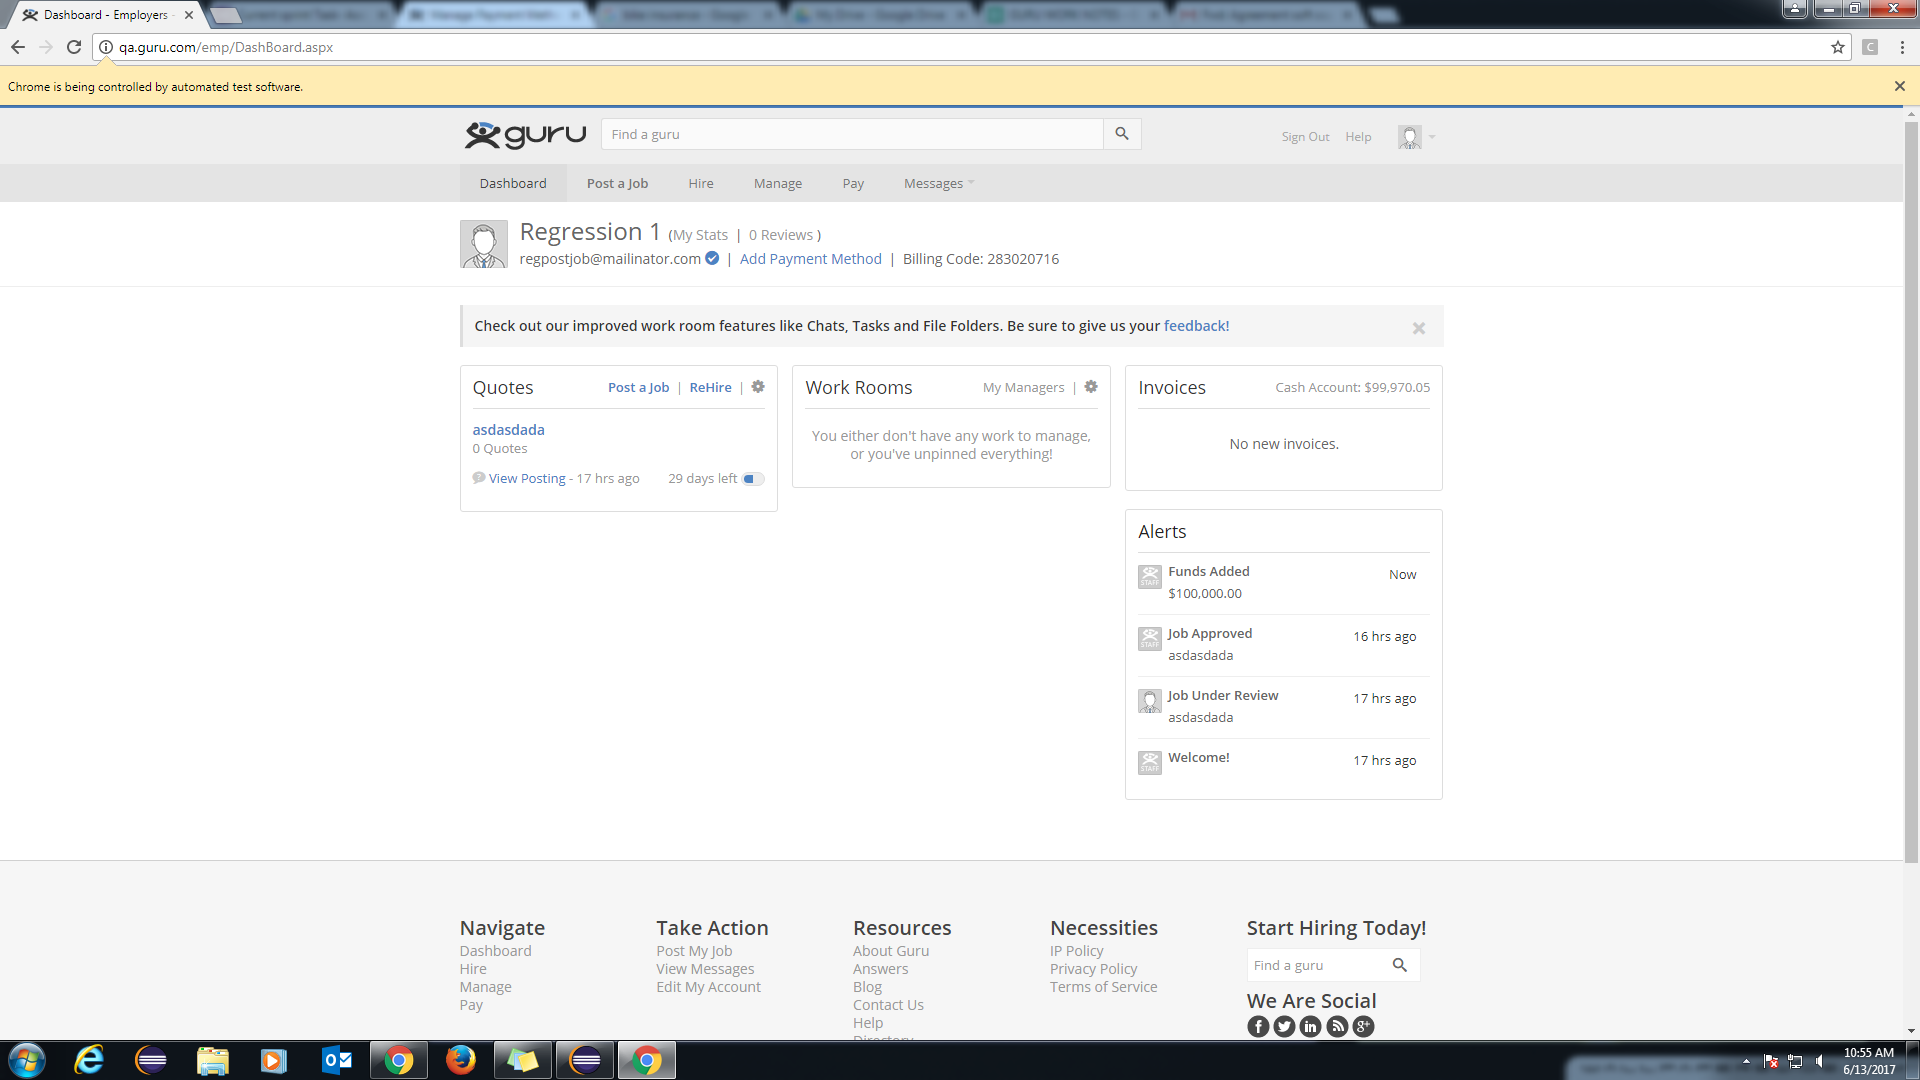 Dashboard - Employers -
qa.guru.com/emp/DashBoard.aspx
C
Chrome is being controlled by automated test software.
guru
Find a guru
Sign Out
Help
Dashboard
Post a Job
Hire
Manage
Pay
Messages
Regression 1 (My Stats | 0 Reviews )
regpostjob@mailinator.com | Add Payment Method | Billing Code: 283020716
Check out our improved work room features like Chats, Tasks and File Folders. Be sure to give us your feedback!
Quotes
Post a Job | ReHire |
asdasdada
0 Quotes
View Posting - 17 hrs ago
29 days left
Work Rooms
My Managers |
You either don't have any work to manage,
or you've unpinned everything!
Invoices
Cash Account: $99,970.05
No new invoices.
Alerts
STAFF
Funds Added
Now
$100,000.00
STAFF
Job Approved
16 hrs ago
asdasdada
Job Under Review
17 hrs ago
asdasdada
STAFF
Welcome!
17 hrs ago
Navigate
Dashboard
Hire
Manage
Pay
Take Action
Post My Job
View Messages
Edit My Account
Resources
About Guru
Answers
Blog
Contact Us
Help
Directory
Necessities
IP Policy
Privacy Policy
Terms of Service
Start Hiring Today!
Find a guru
We Are Social
10:55 AM
6/13/2017